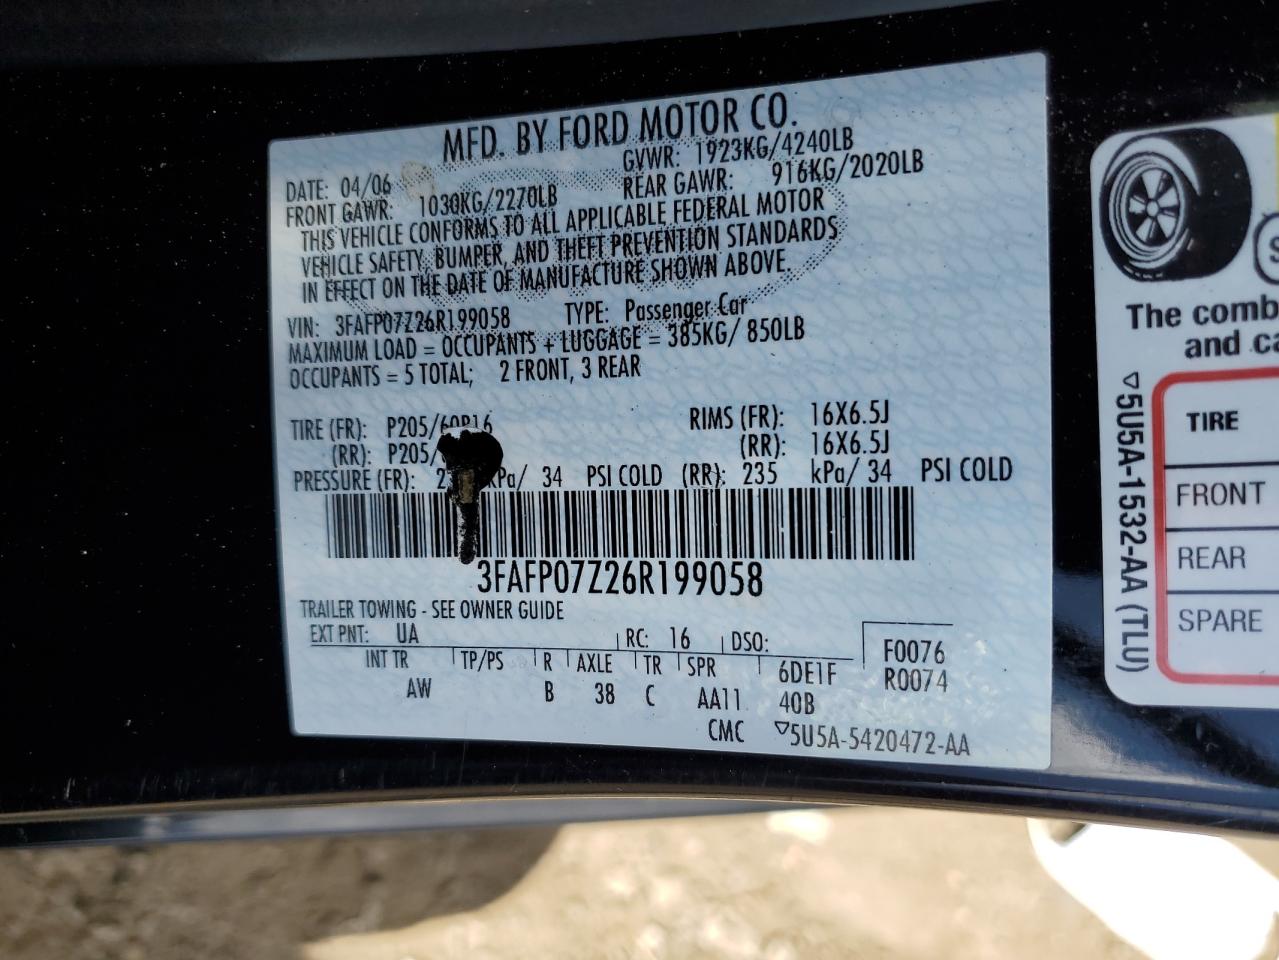 MFD. BY FORD MOTOR CO.
DATE: 04/06 GVWR: 1923KG/4240LB
FRONT GAWR: 1030KG/2270LB REAR GAWR: 916KG/2020LB
THIS VEHICLE CONFORMS TO ALL APPLICABLE FEDERAL MOTOR
VEHICLE SAFETY, BUMPER, AND THEFT PREVENTION STANDARDS
IN EFFECT ON THE DATE OF MANUFACTURE SHOWN ABOVE.
VIN: 3FAFP07Z26R199058 TYPE: Passenger Car
MAXIMUM LOAD = OCCUPANTS + LUGGAGE = 385KG/ 850LB
OCCUPANTS = 5 TOTAL; 2 FRONT, 3 REAR
TIRE (FR): P205/60R16 RIMS (FR): 16X6.5J
(RR): P205/ (RR): 16X6.5J
PRESSURE (FR): kPa/ 34 PSI COLD (RR): 235 kPa/ 34 PSI COLD
3FAFP07Z26R199058
TRAILER TOWING - SEE OWNER GUIDE
EXT PNT: UA RC: 16 DSO: F0076
INT TR TP/PS R AXLE TR SPR 6DE1F R0074
AW B 38 C AA11 40B
CMC ▽5U5A-5420472-AA
S
The comb
and ca
▽5U5A-1532-AA (TLU)
TIRE
FRONT
REAR
SPARE